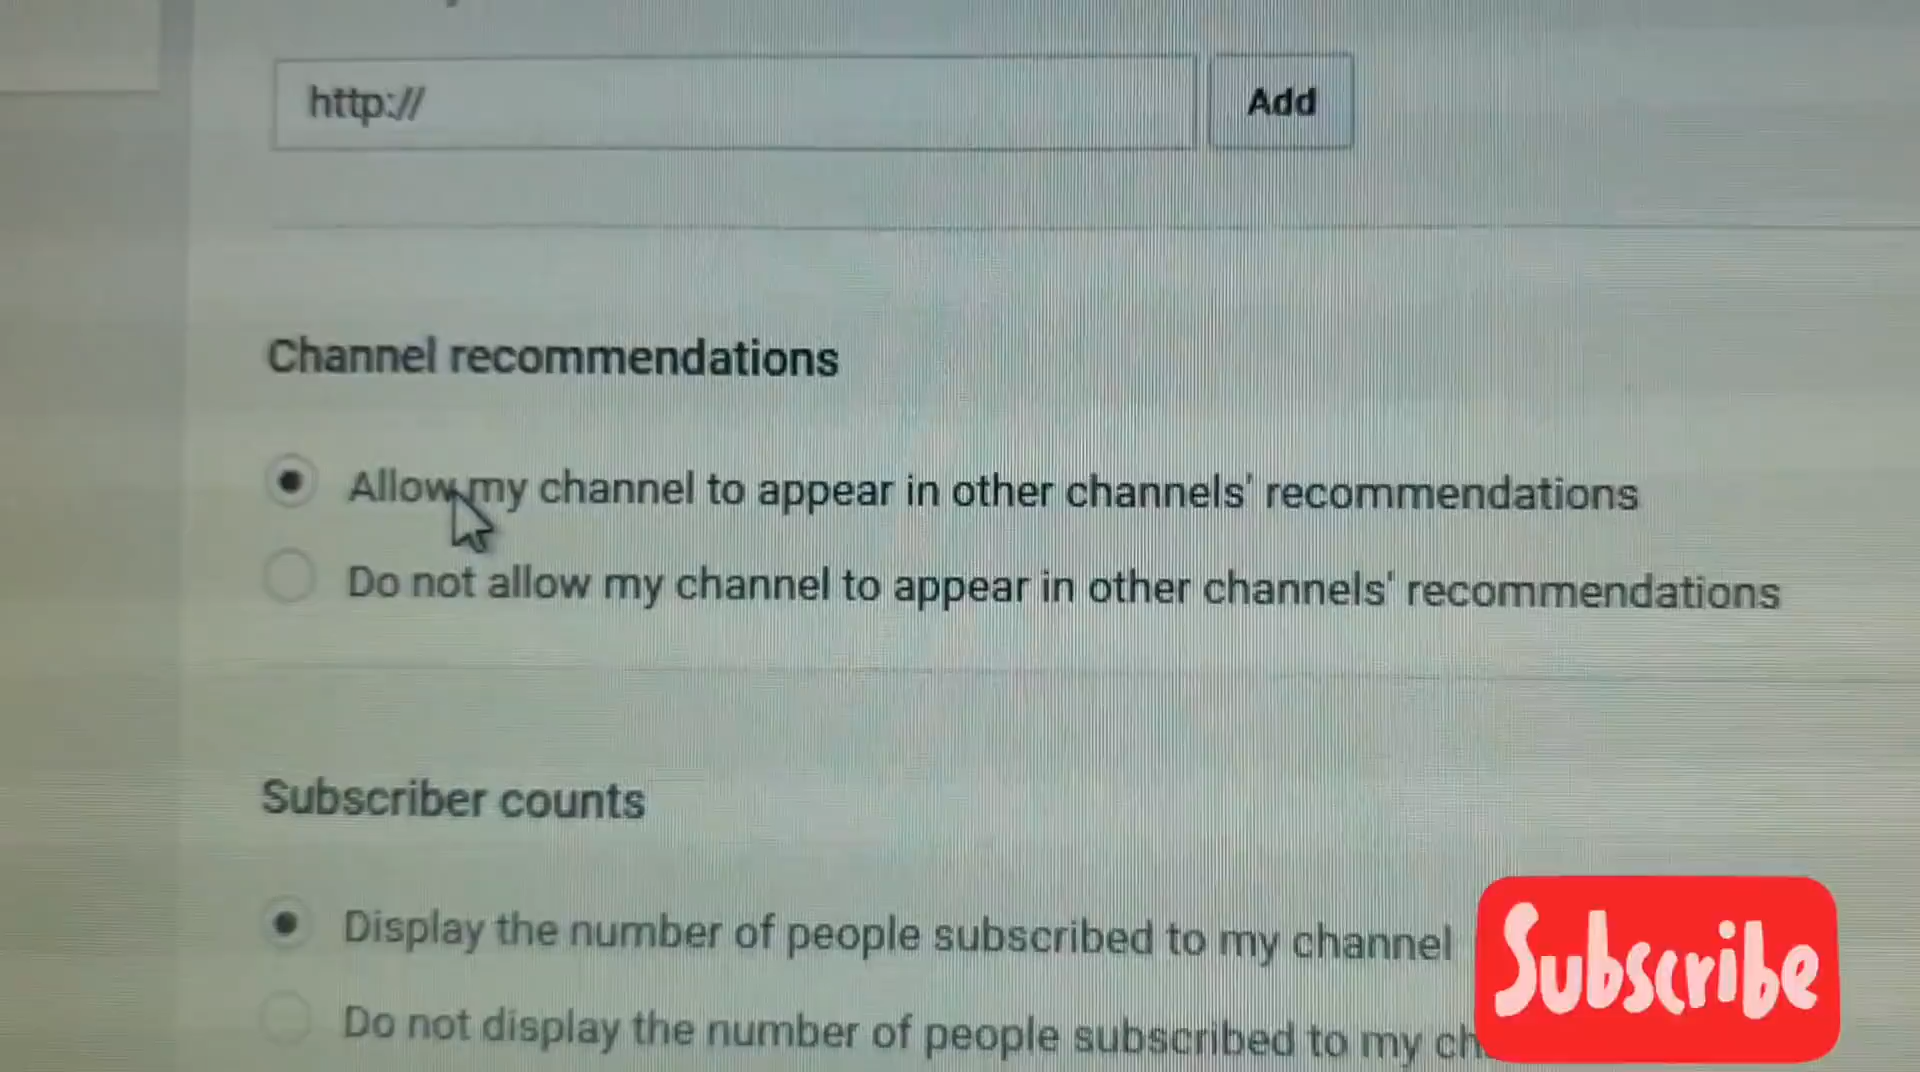 http://
Add
Channel recommendations
Allow my channel to appear in other channels' recommendations
Do not allow my channel to appear in other channels' recommendations
Subscriber counts
Display the number of people subscribed to my channel
Do not display the number of people subscribed to my
Subscribe